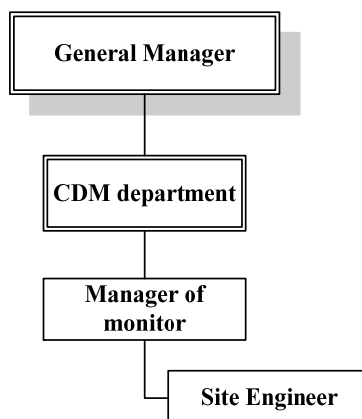 General Manager
CDM department
Manager of
monitor
Site Engineer